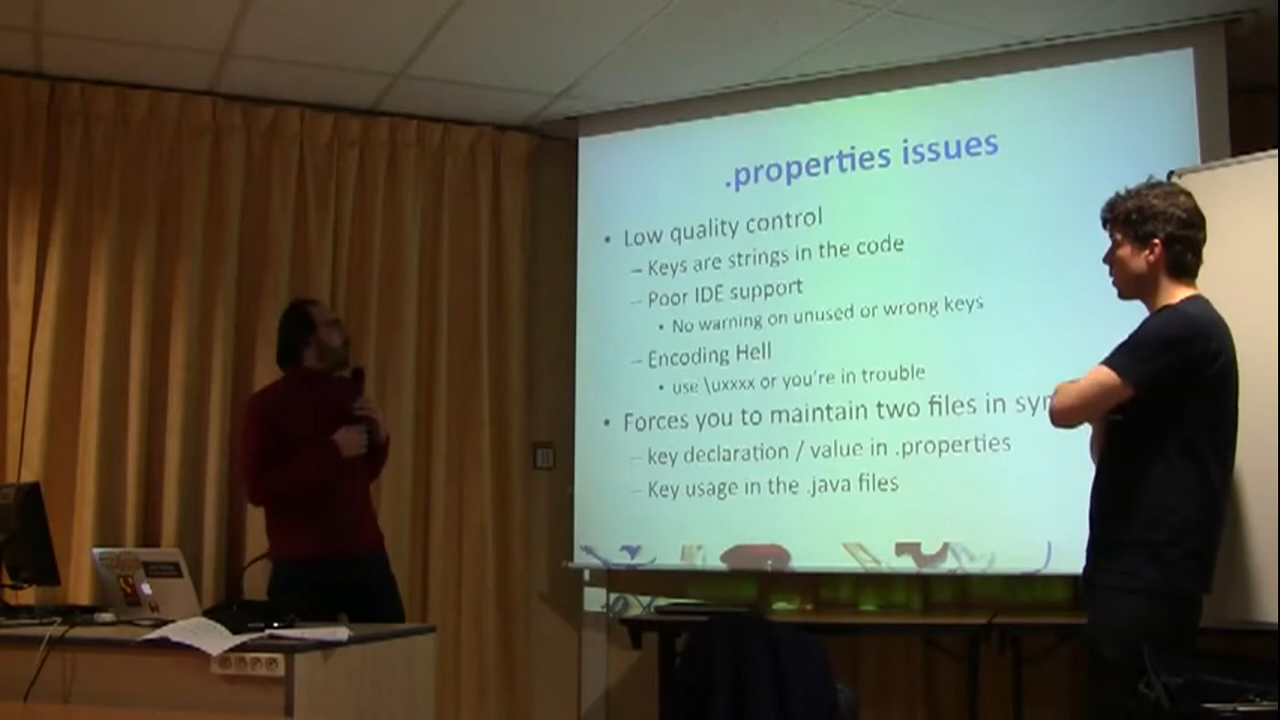 .properties issues
• Low quality control
– Keys are strings in the code
– Poor IDE support
• No warning on unused or wrong keys
– Encoding Hell
• use \uxxxx or you're in trouble
• Forces you to maintain two files in
– key declaration / value in .properties
– Key usage in the .java files